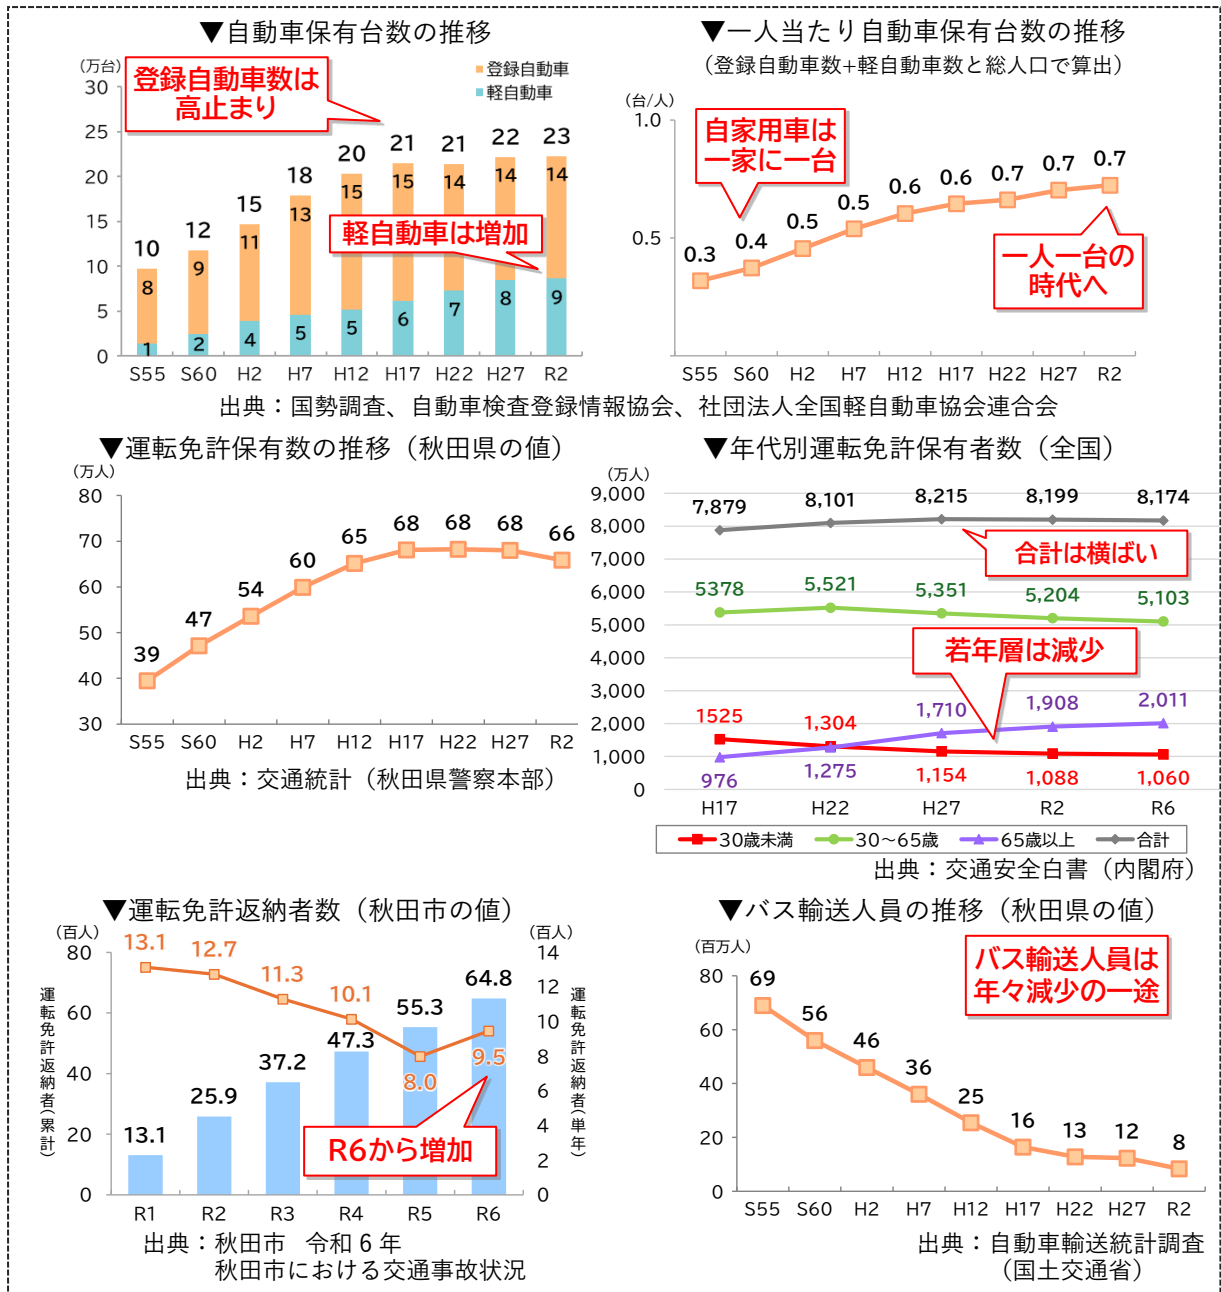 ▼自動車保有台数の推移
(万台)
登録自動車数は
高止まり
登録自動車
軽自動車
30
25
20
15
10
5
0
10
12
15
18
20
21
21
22
23
8
9
11
13
15
15
14
14
14
軽自動車は増加
1
2
4
5
5
6
7
8
9
S55 S60 H2 H7 H12 H17 H22 H27 R2
▼一人当たり自動車保有台数の推移
(登録自動車数+軽自動車数と総人口で算出)
(台/人)
1.0
0.5
自家用車は
一家に一台
0.3
0.4
0.5
0.5
0.6
0.6
0.7
0.7
0.7
一人一台の
時代へ
S55 S60 H2 H7 H12 H17 H22 H27 R2
出典：国勢調査、自動車検査登録情報協会、社団法人全国軽自動車協会連合会
▼運転免許保有数の推移（秋田県の値）
(万人)
80
70
60
50
40
30
39
47
54
60
65
68
68
68
66
S55 S60 H2 H7 H12 H17 H22 H27 R2
出典：交通統計（秋田県警察本部）
▼年代別運転免許保有者数（全国）
(万人)
9,000
8,000
7,000
6,000
5,000
4,000
3,000
2,000
1,000
0
7,879
8,101
8,215
8,199
8,174
合計は横ばい
5378
5,521
5,351
5,204
5,103
若年層は減少
1525
1,304
1,710
1,908
2,011
976
1,275
1,154
1,088
1,060
H17 H22 H27 R2 R6
30歳未満 30～65歳 65歳以上 合計
出典：交通安全白書（内閣府）
▼運転免許返納者数（秋田市の値）
(百人)
(百人)
運転免許返納者(累計)
80
60
40
20
0
13.1
12.7
11.3
10.1
8.0
9.5
13.1
25.9
37.2
47.3
55.3
64.8
R6から増加
14
12
10
8
6
4
2
0
運転免許返納者(単年)
R1 R2 R3 R4 R5 R6
出典：秋田市 令和6年
秋田市における交通事故状況
▼バス輸送人員の推移（秋田県の値）
(百万人)
バス輸送人員は
年々減少の一途
80
60
40
20
0
69
56
46
36
25
16
13
12
8
S55 S60 H2 H7 H12 H17 H22 H27 R2
出典：自動車輸送統計調査
（国土交通省）